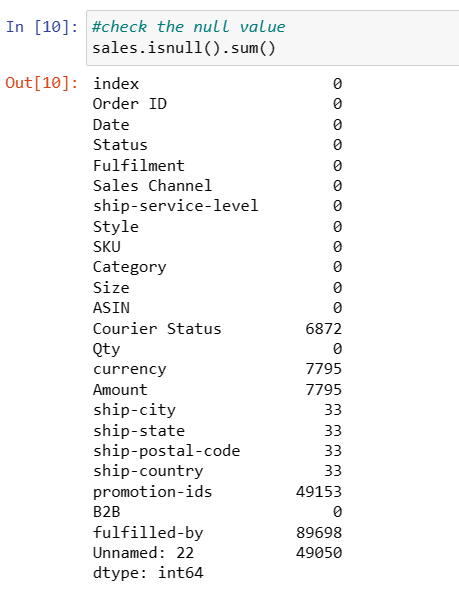 In [10]: #check the null value
sales.isnull().sum()
Out[10]: index 0
Order ID 0
Date 0
Status 0
Fulfilment 0
Sales Channel 0
ship-service-level 0
Style 0
SKU 0
Category 0
Size 0
ASIN 0
Courier Status 6872
Qty 0
currency 7795
Amount 7795
ship-city 33
ship-state 33
ship-postal-code 33
ship-country 33
promotion-ids 49153
B2B 0
fulfilled-by 89698
Unnamed: 22 49050
dtype: int64